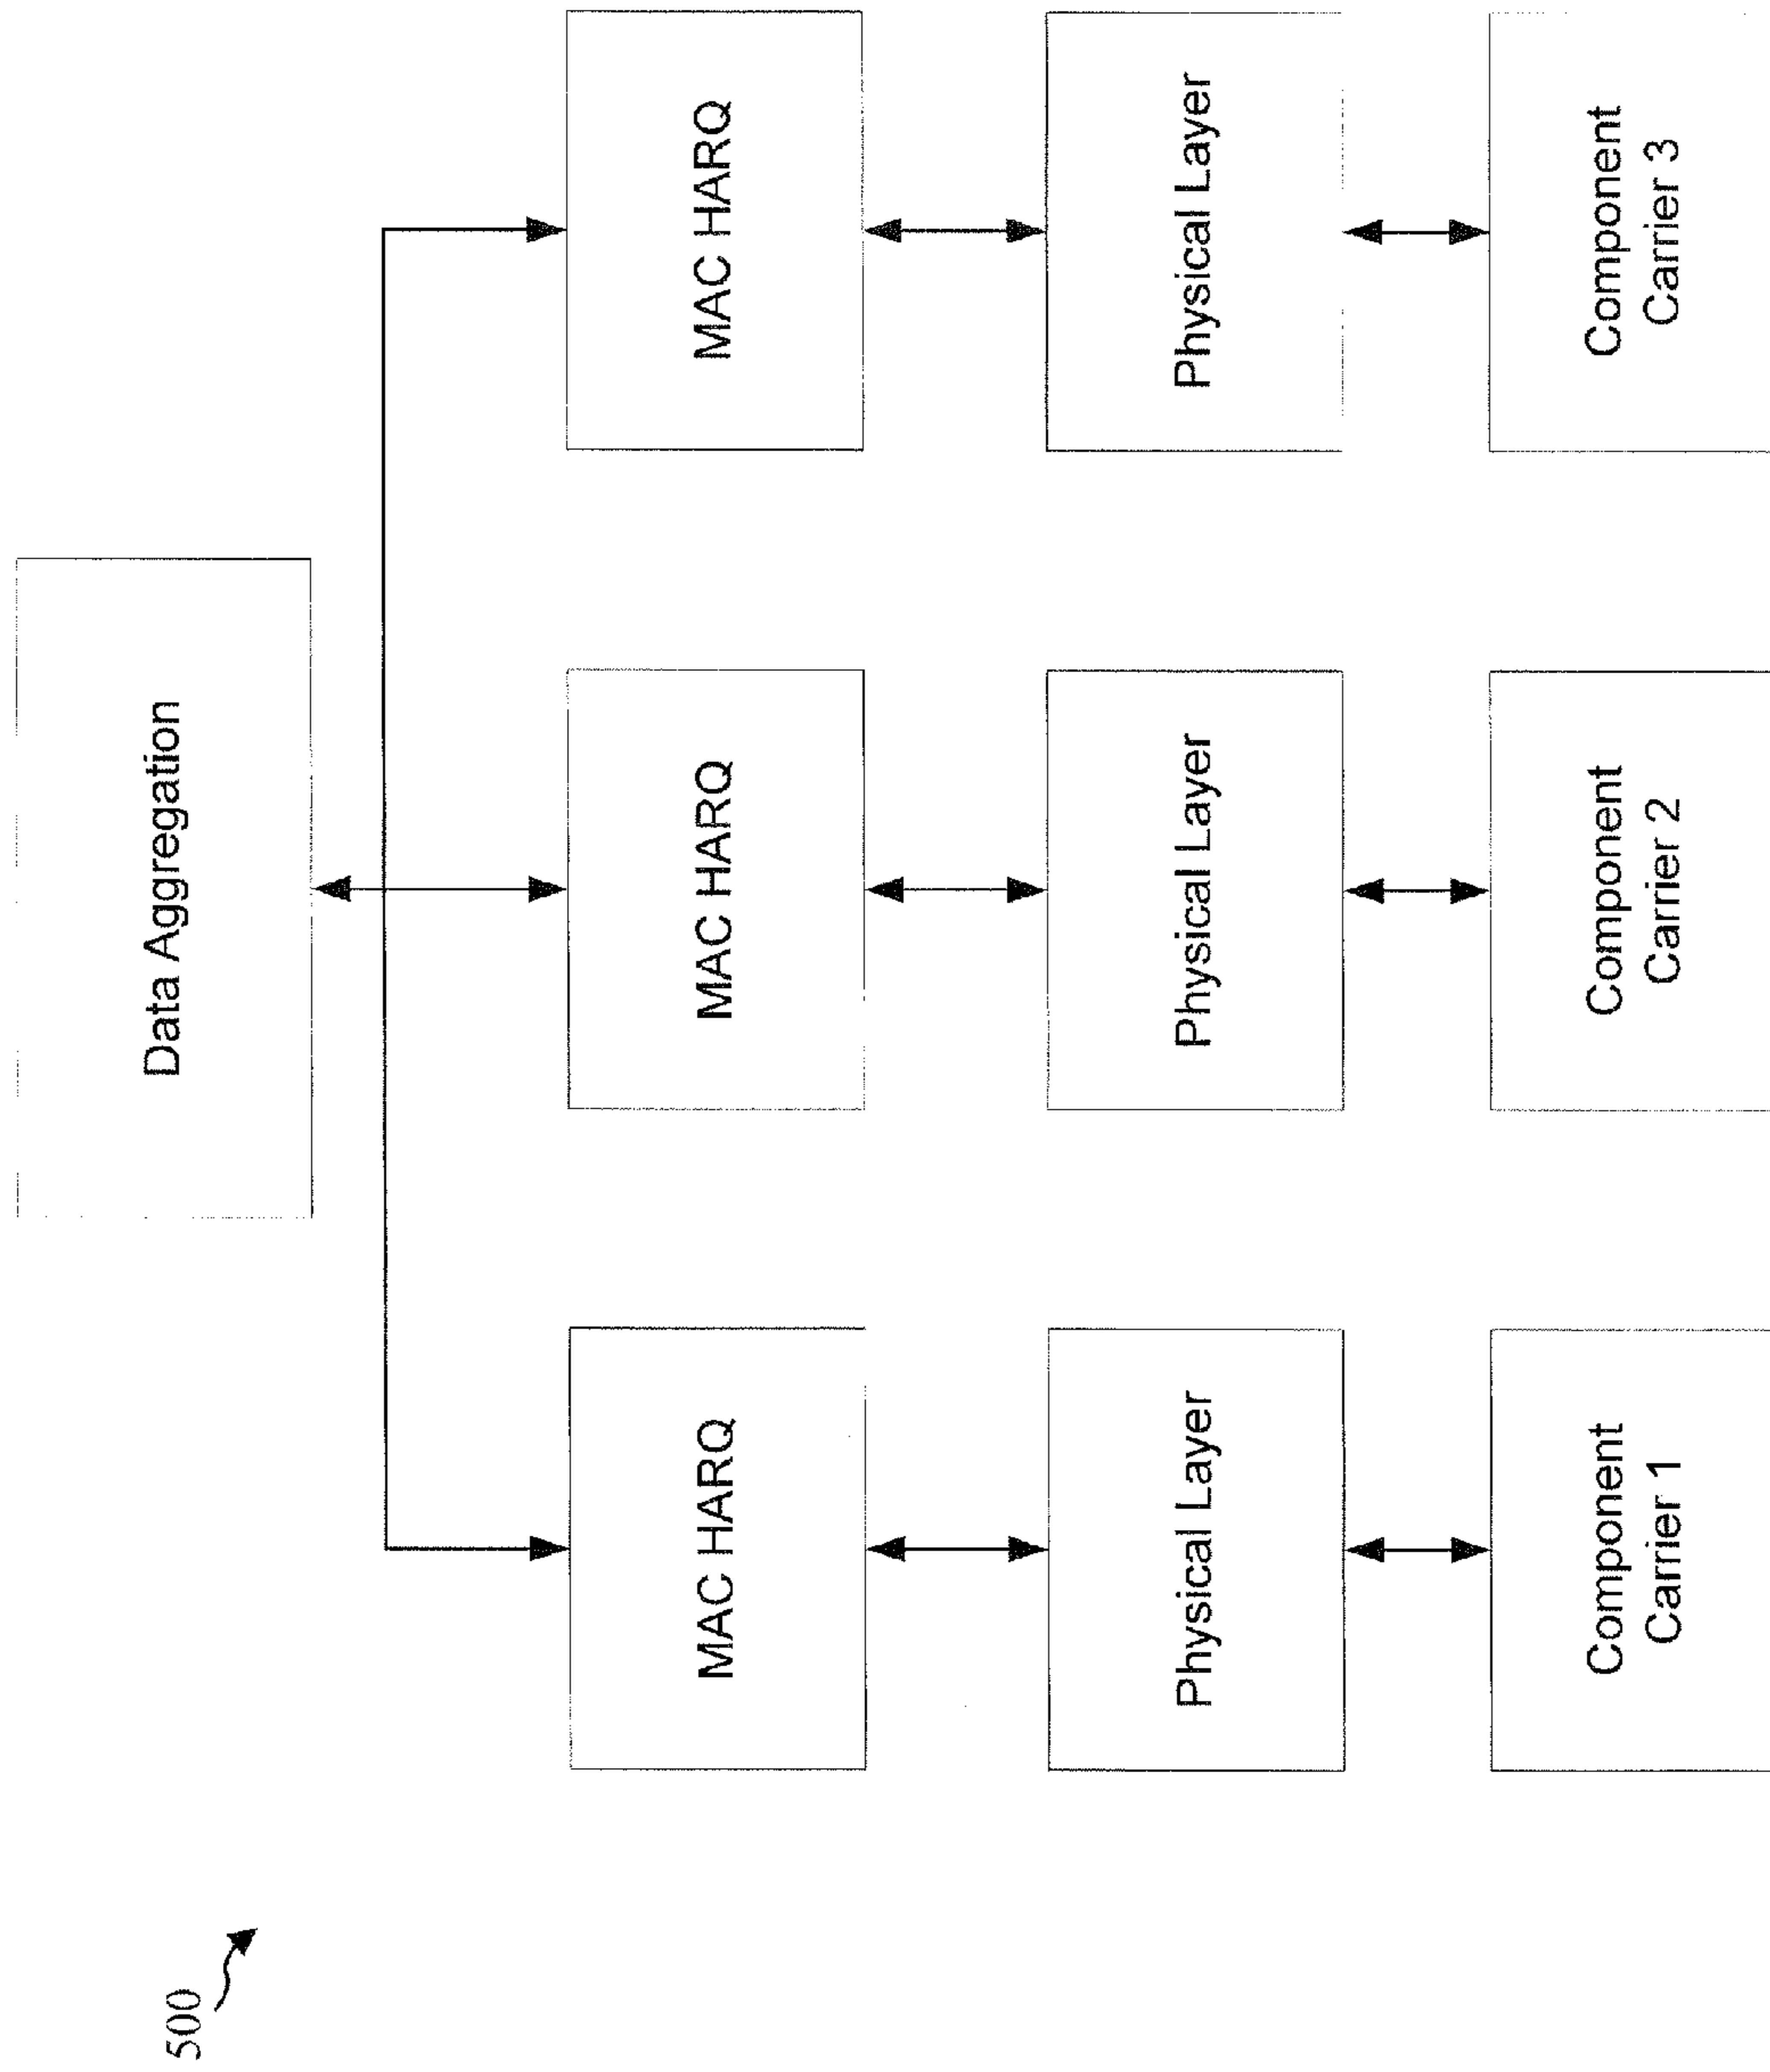 500
Data Aggregation
MAC HARQ
MAC HARQ
MAC HARQ
Physical Layer
Physical Layer
Physical Layer
Component
Carrier 1
Component
Carrier 2
Component
Carrier 3